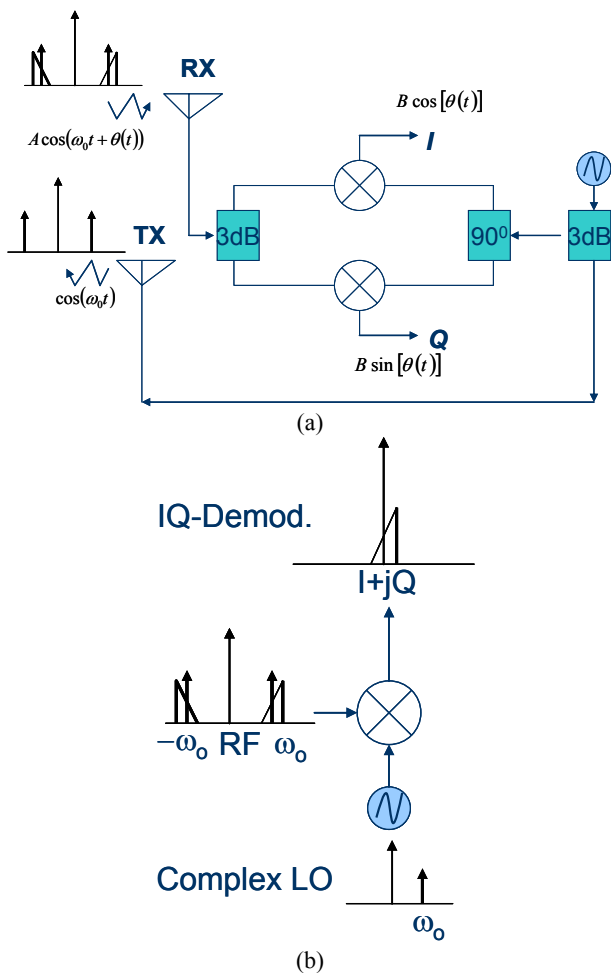 RX
A cos(ω₀t + θ(t))
B cos[θ(t)]
I
TX
cos(ω₀t)
3dB
90⁰
3dB
Q
B sin[θ(t)]
(a)
IQ-Demod.
I+jQ
−ωₒ RF ωₒ
Complex LO
ωₒ
(b)